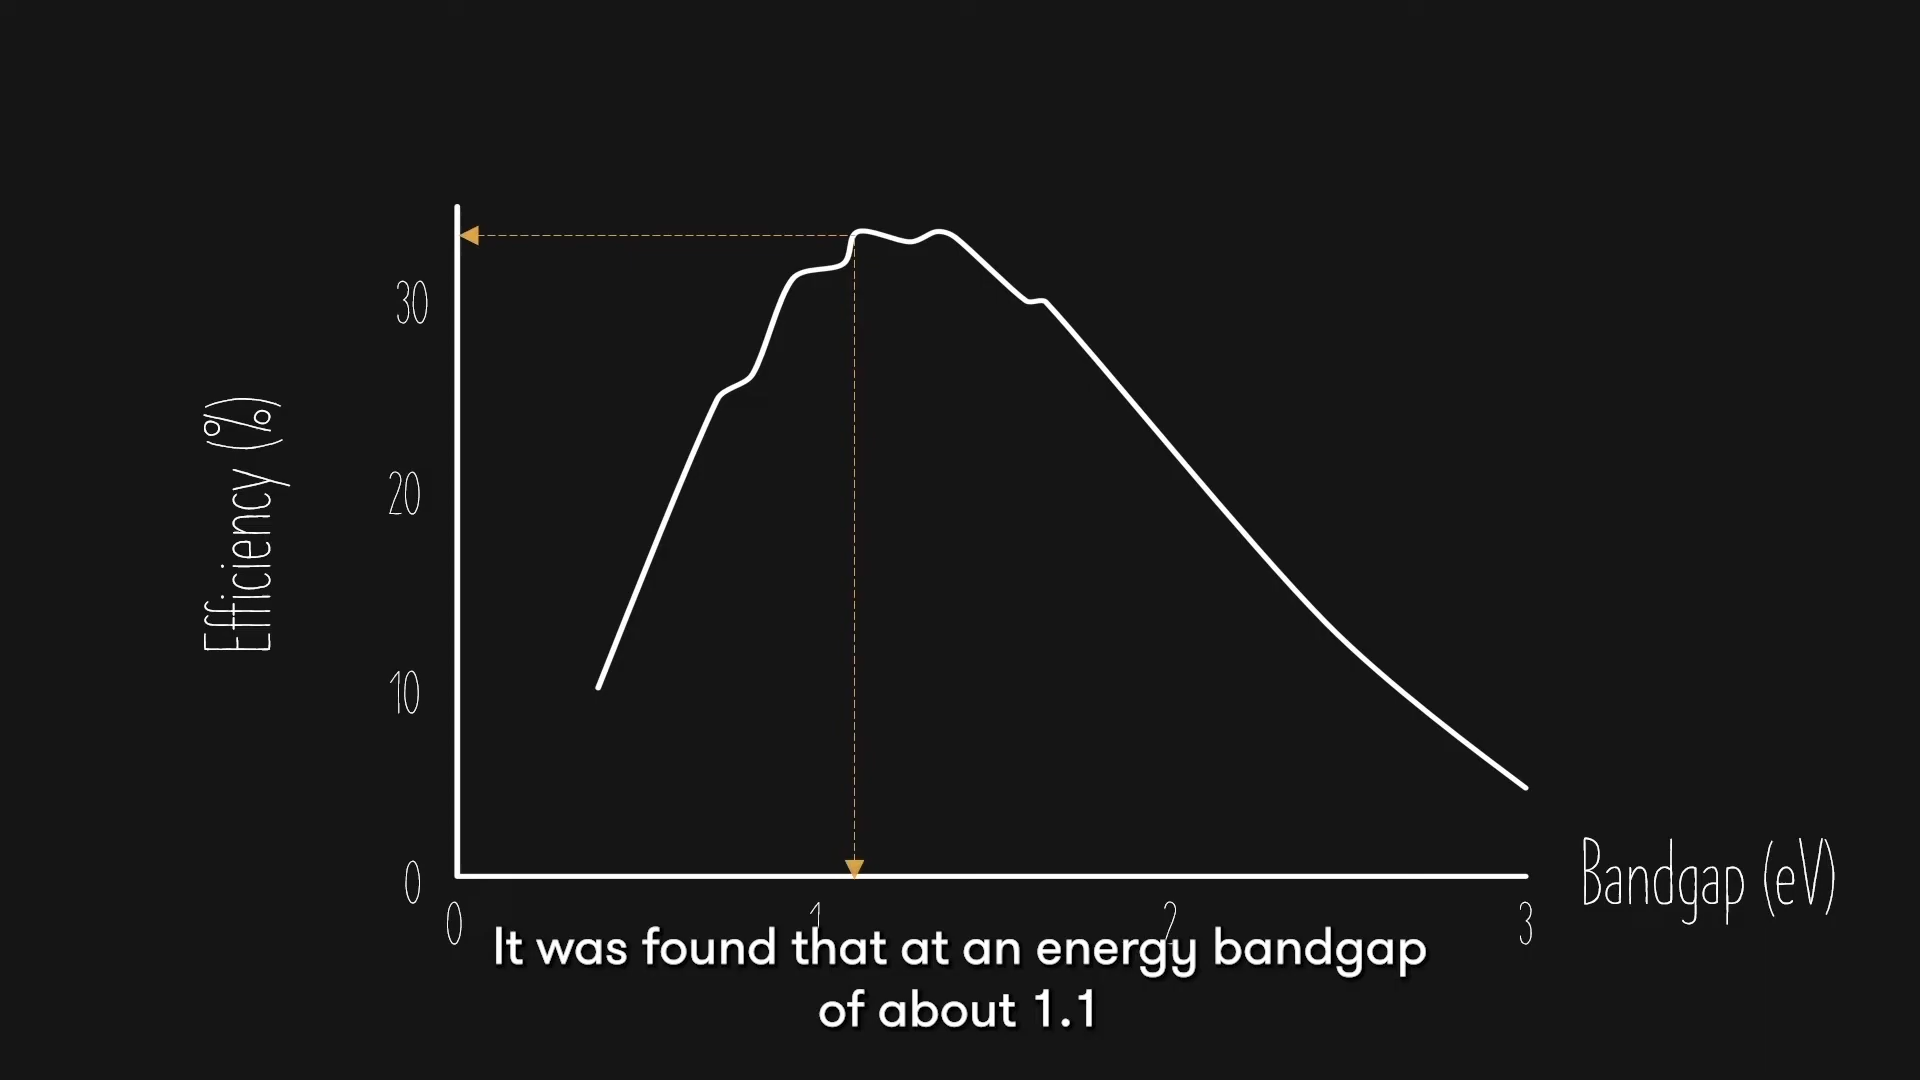 30
20
10
0
Efficiency (%)
0 1 2 3
Bandgap (eV)
It was found that at an energy bandgap
of about 1.1